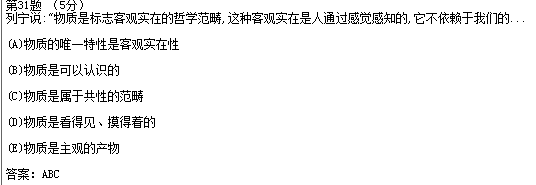 第31题 （5分）
列宁说:“物质是标志客观实在的哲学范畴,这种客观实在是人通过感觉感知的,它不依赖于我们的...
(A)物质的唯一特性是客观实在性
(B)物质是可以认识的
(C)物质是属于共性的范畴
(D)物质是看得见、摸得着的
(E)物质是主观的产物
答案：ABC